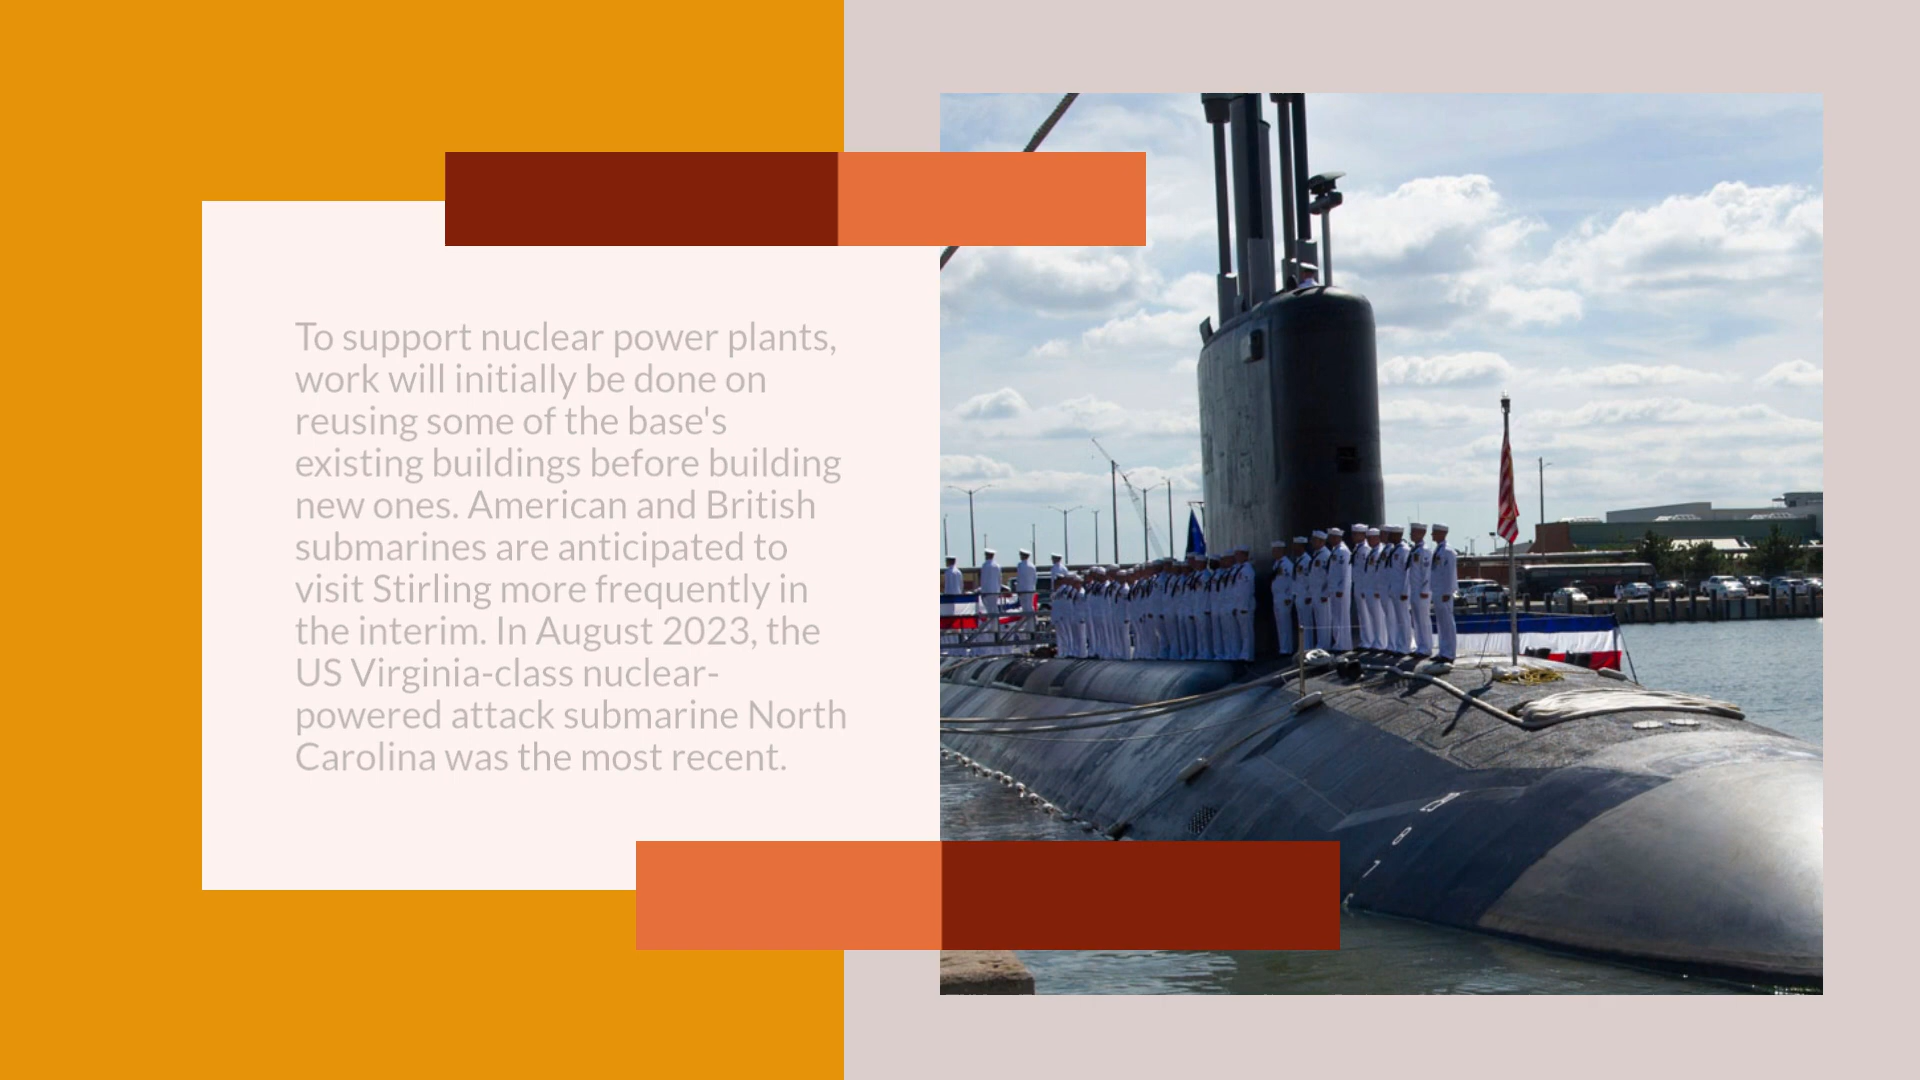 To support nuclear power plants,
work will initially be done on
reusing some of the base's
existing buildings before building
new ones. American and British
submarines are anticipated to
visit Stirling more frequently in
the interim. In August 2023, the
US Virginia-class nuclear-
powered attack submarine North
Carolina was the most recent.